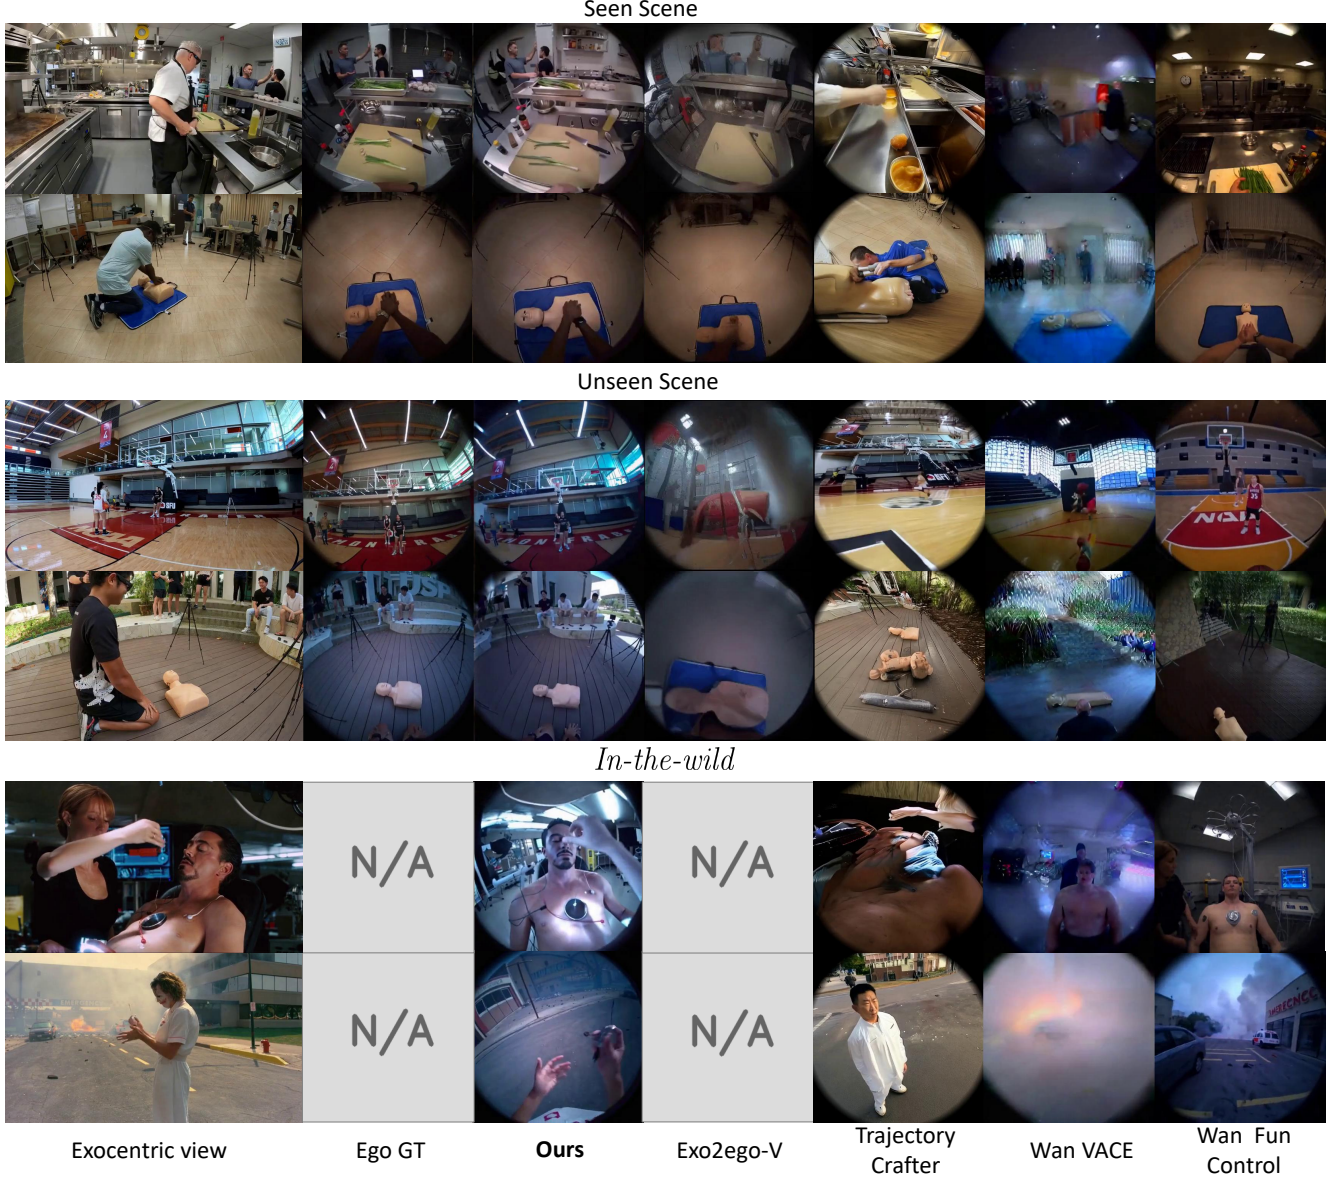 Seen Scene
Unseen Scene
In-the-wild
N/A
N/A
N/A
N/A
Exocentric view
Ego GT
Ours
Exo2ego-V
Trajectory
Crafter
Wan VACE
Wan Fun
Control